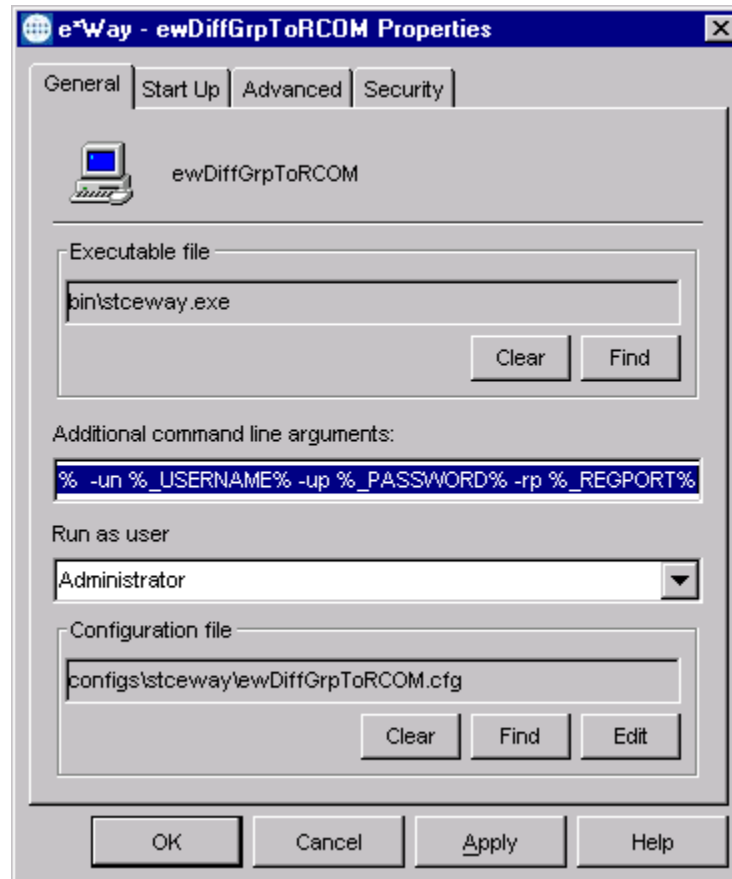 e*Way - ewDiffGrpToRCOM Properties
General Start Up Advanced Security
ewDiffGrpToRCOM
Executable file
bin\stceway.exe
Clear Find
Additional command line arguments:
% -un %_USERNAME% -up %_PASSWORD% -rp %_REGPORT%
Run as user
Administrator
Configuration file
configs\stceway\ewDiffGrpToRCOM.cfg
Clear Find Edit
OK Cancel Apply Help